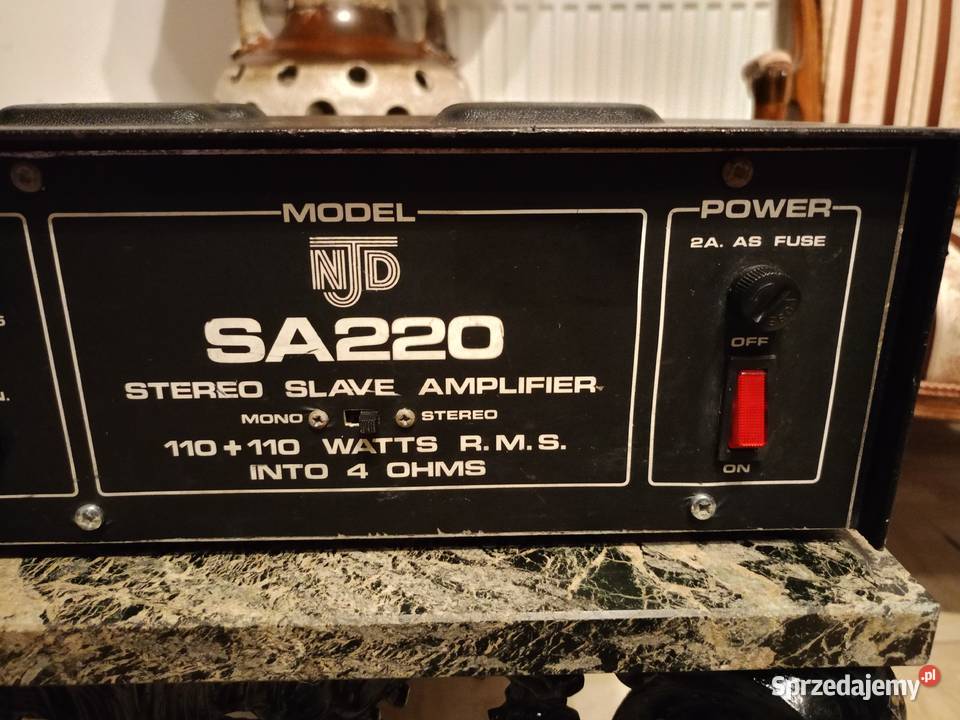 MODEL
NJD
SA220
STEREO SLAVE AMPLIFIER
MONO STEREO
110+110 WATTS R.M.S.
INTO 4 OHMS
POWER
2A. AS FUSE
OFF
ON
Sprzedajemy.pl